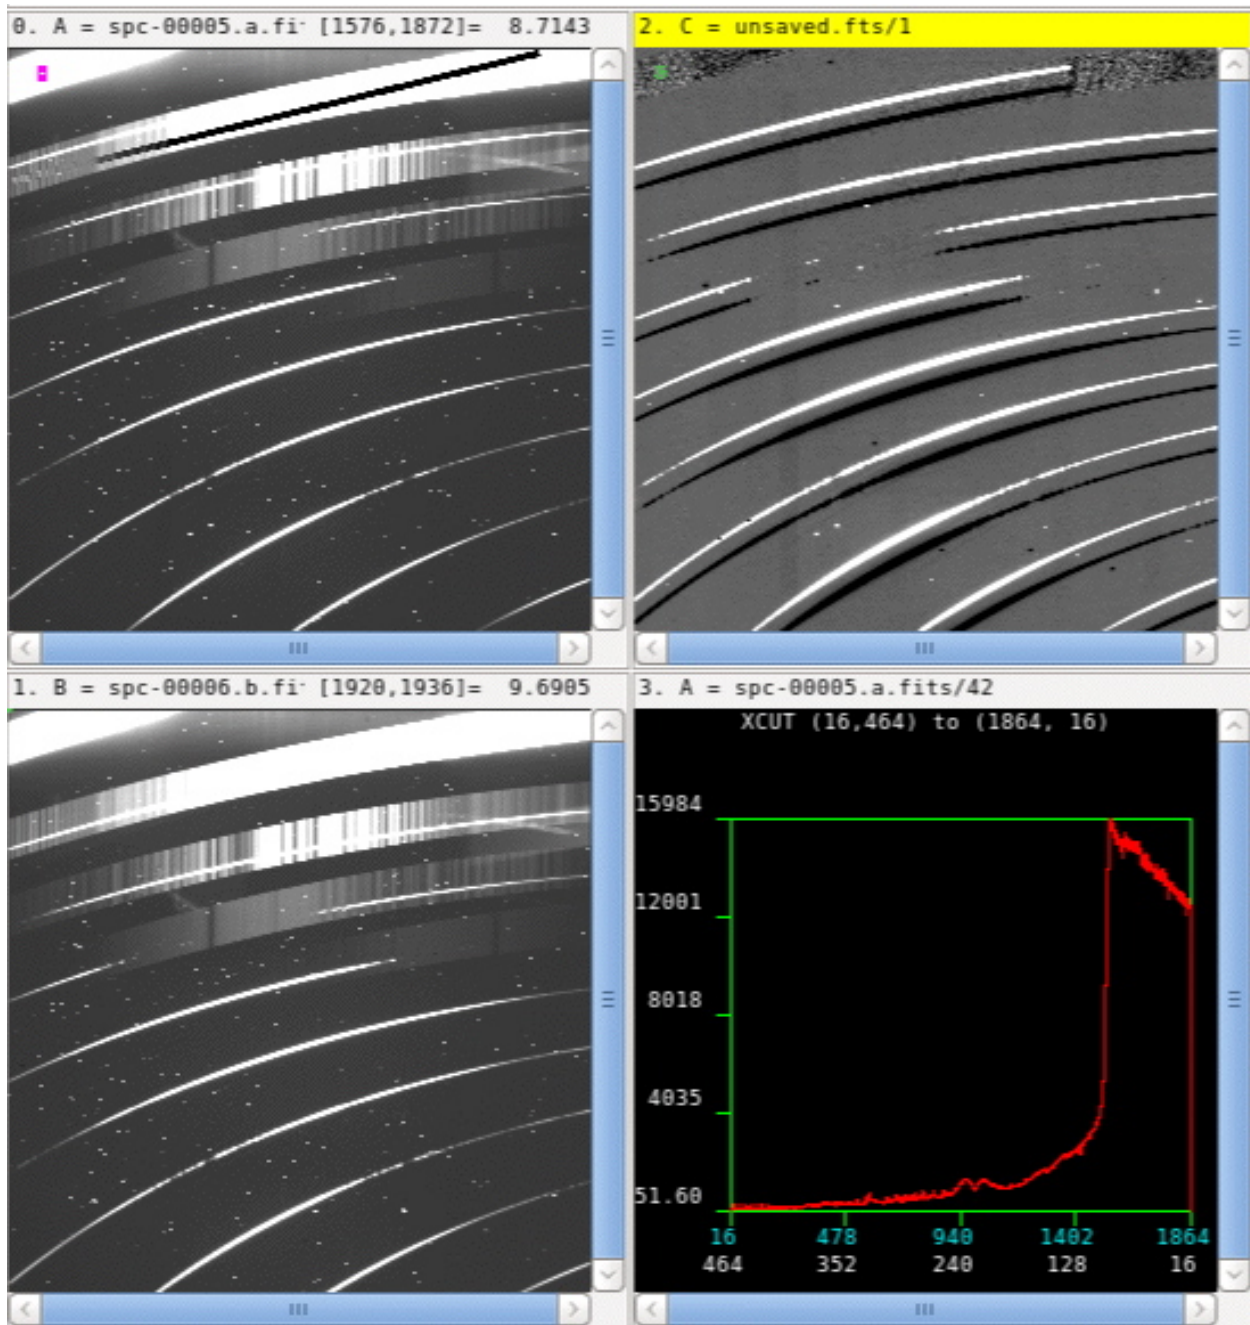 0. A = spc-00005.a.fi [1576,1872]= 8.7143
2. C = unsaved.fts/1
1. B = spc-00006.b.fi [1920,1936]= 9.6905
3. A = spc-00005.a.fits/42
XCUT (16,464) to (1864, 16)
15984
12001
8018
4035
51.60
16 478 940 1402 1864
464 352 240 128 16